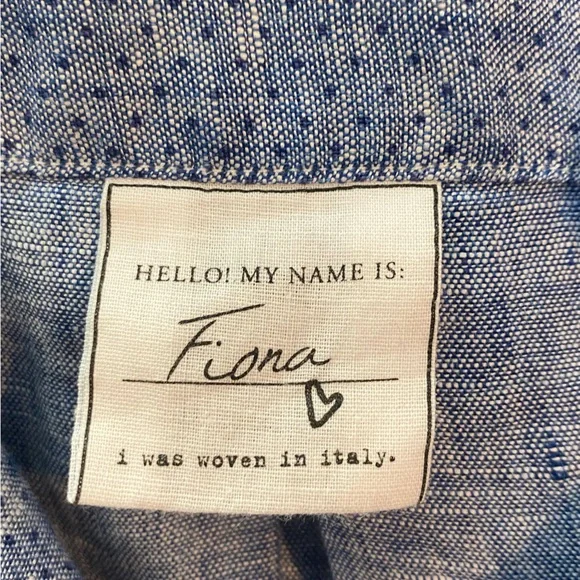 HELLO! MY NAME IS:
Fiona
i was woven in italy.